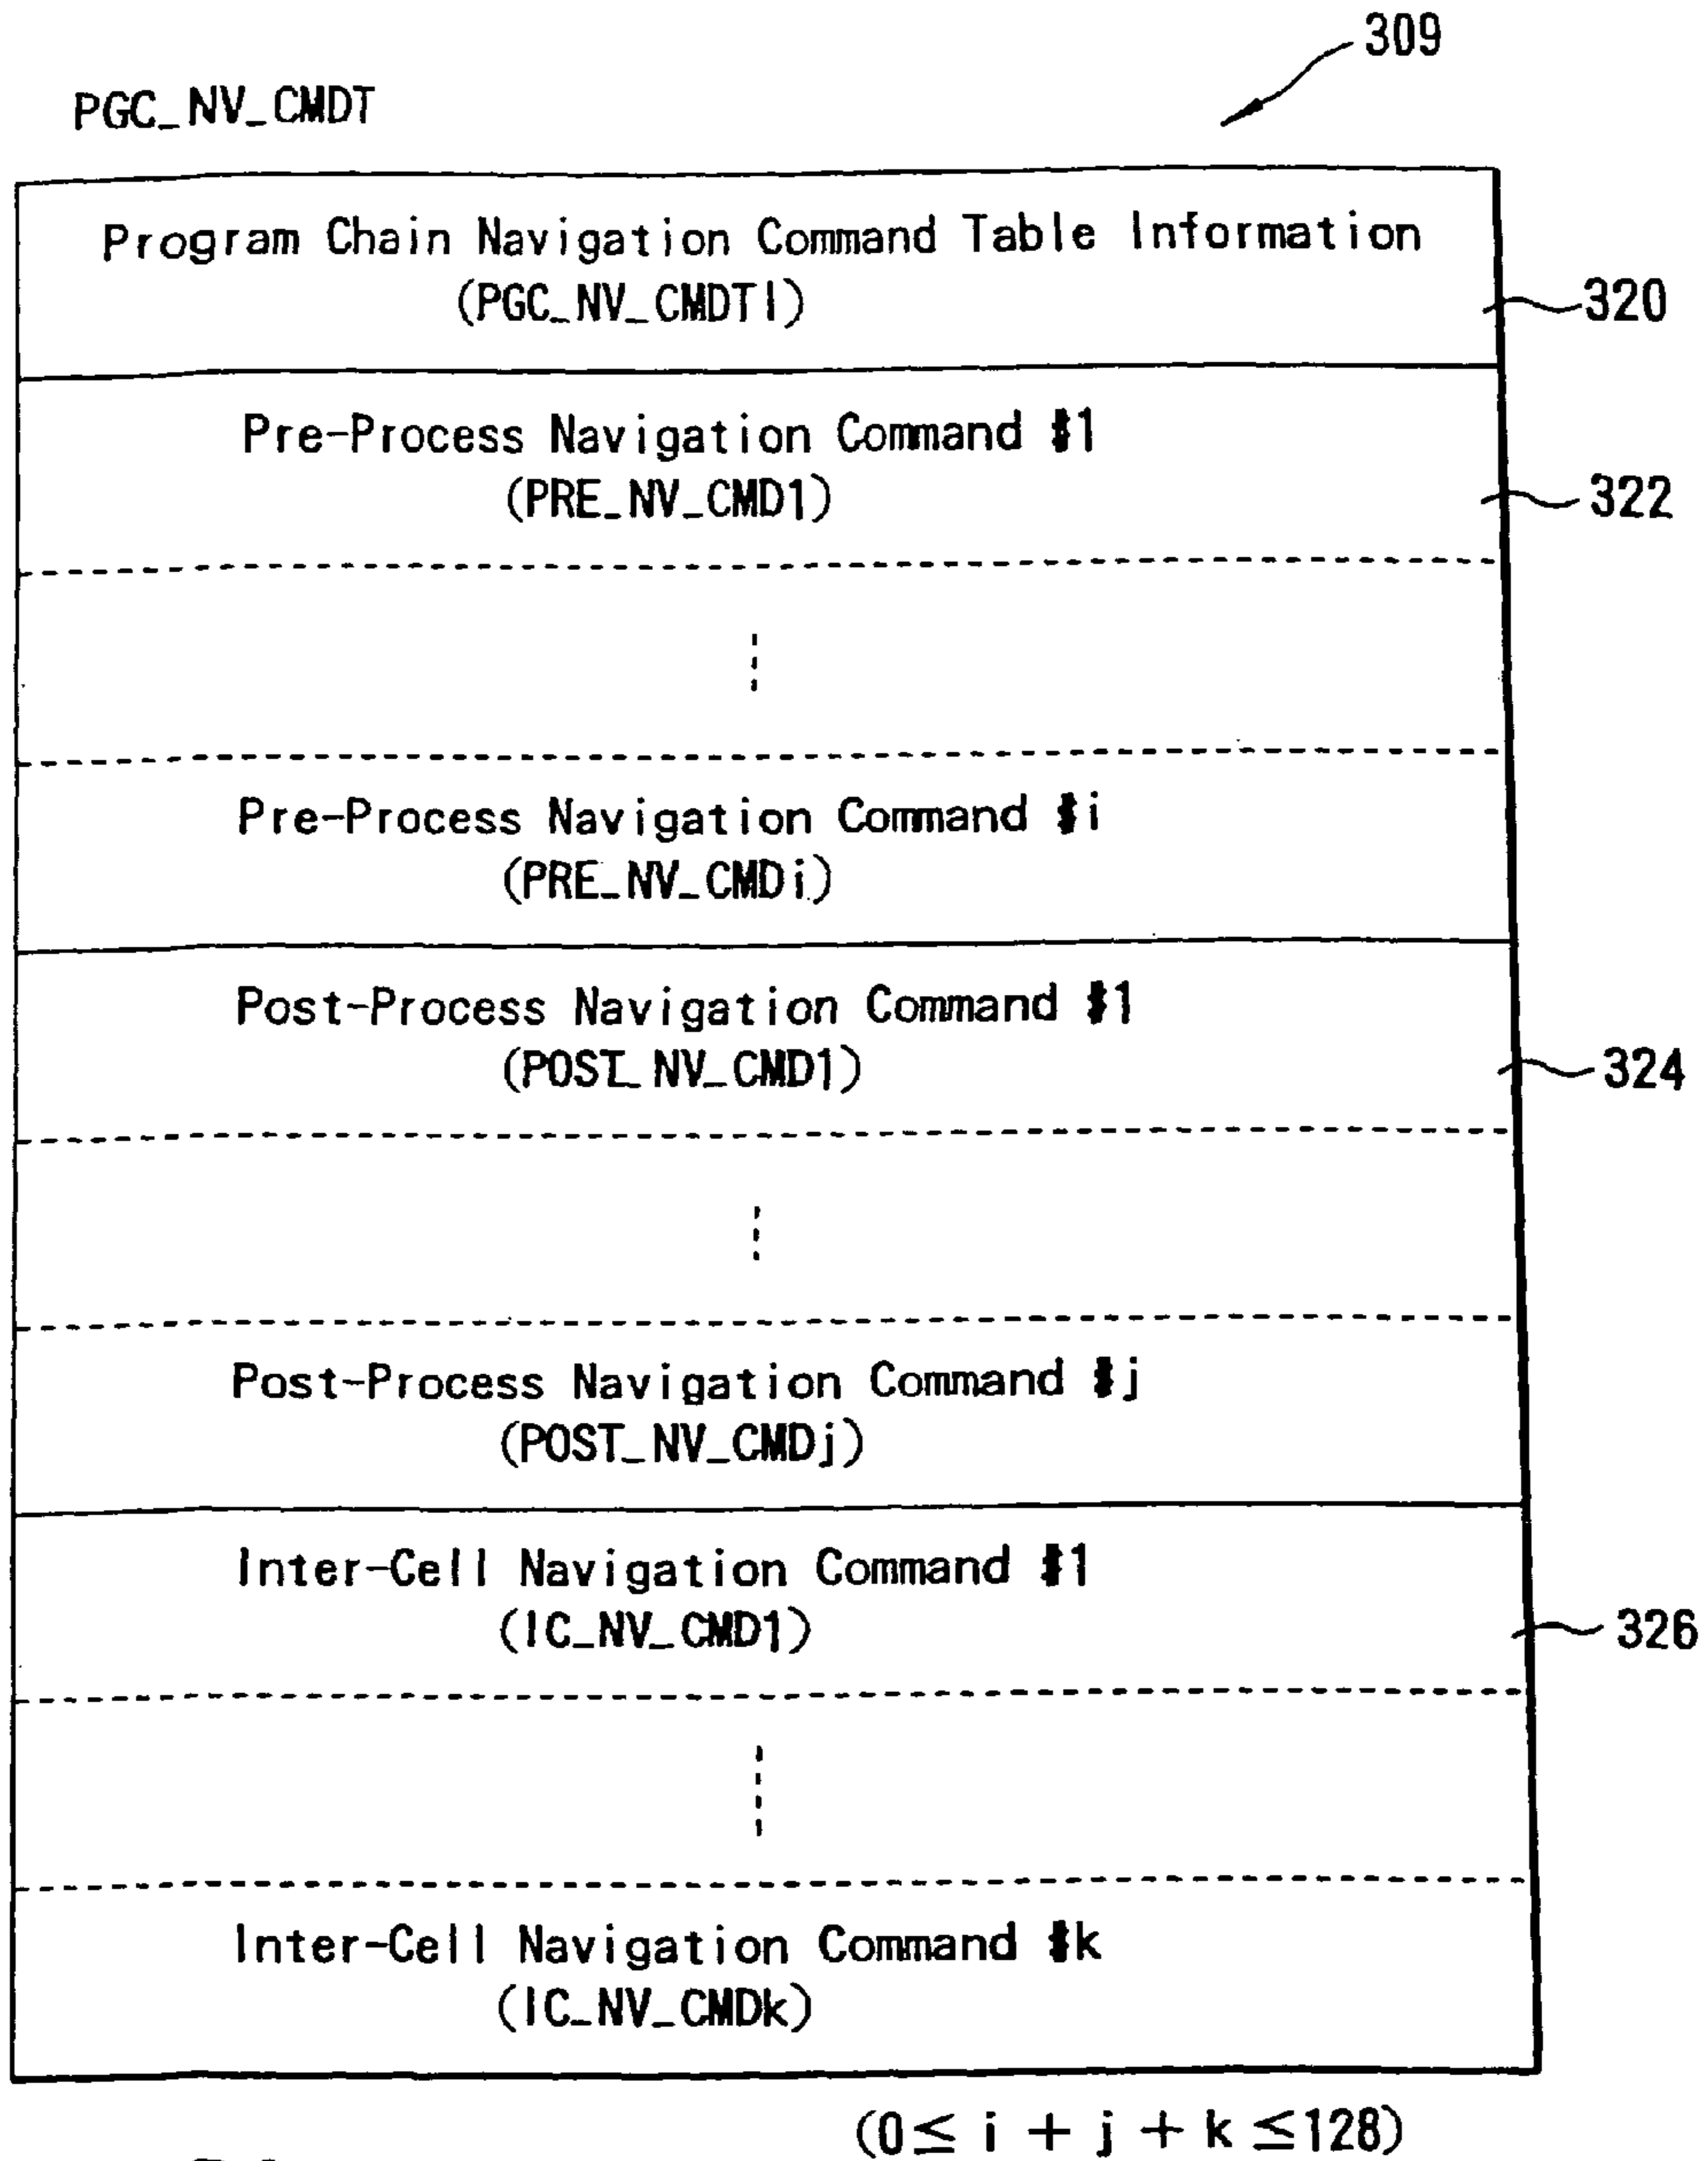 309
PGC_NV_CMDT
Program Chain Navigation Command Table Information
(PGC_NV_CMDTI)
320
Pre-Process Navigation Command #1
(PRE_NV_CMD1)
322
Pre-Process Navigation Command #i
(PRE_NV_CMDi)
Post-Process Navigation Command #1
(POST_NV_CMD1)
324
Post-Process Navigation Command #j
(POST_NV_CMDj)
Inter-Cell Navigation Command #1
(IC_NV_CMD1)
326
Inter-Cell Navigation Command #k
(IC_NV_CMDk)
(0≤ i + j + k ≤128)